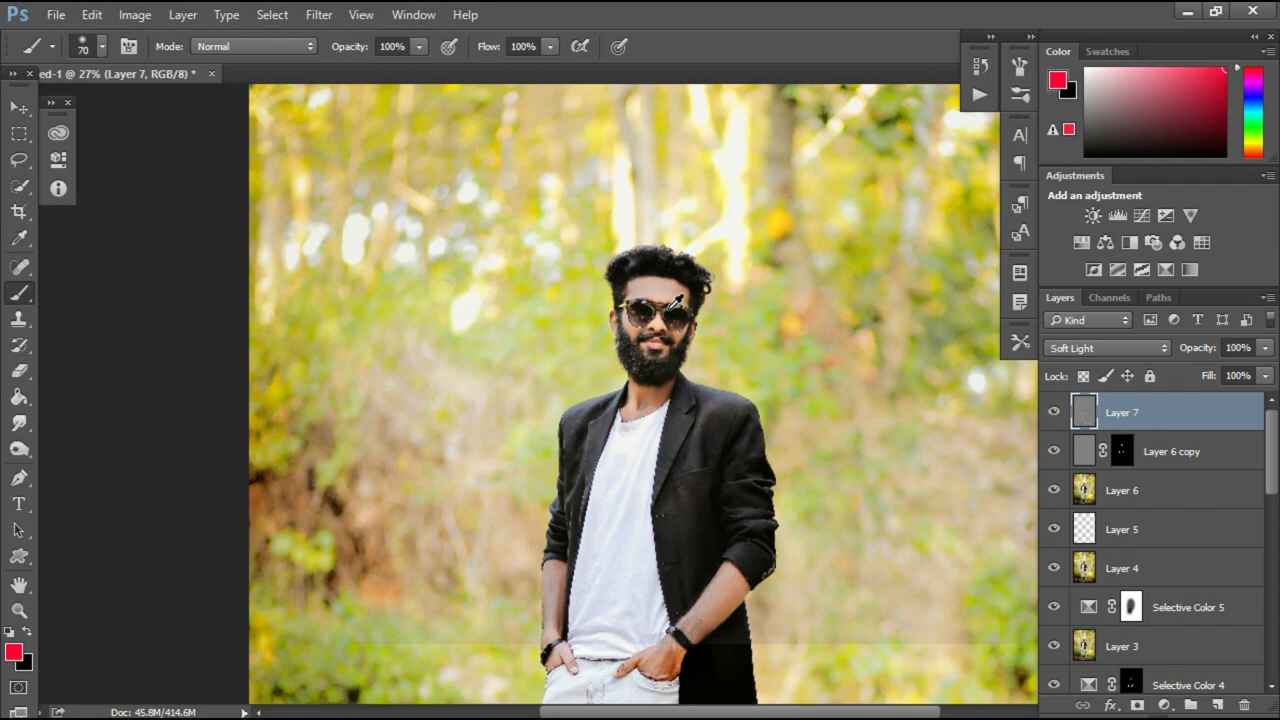 Ps File Edit Image Layer Type Select Filter View Window Help
70 Mode: Normal Opacity: 100% Flow: 100%
ed-1 @ 27% (Layer 7, RGB/8) *
Color Swatches
Adjustments
Add an adjustment
Layers Channels Paths
Kind
Soft Light Opacity: 100%
Lock: Fill: 100%
Layer 7
Layer 6 copy
Layer 6
Layer 5
Layer 4
Selective Color 5
Layer 3
Selective Color 4
Doc: 45.8M/414.6M